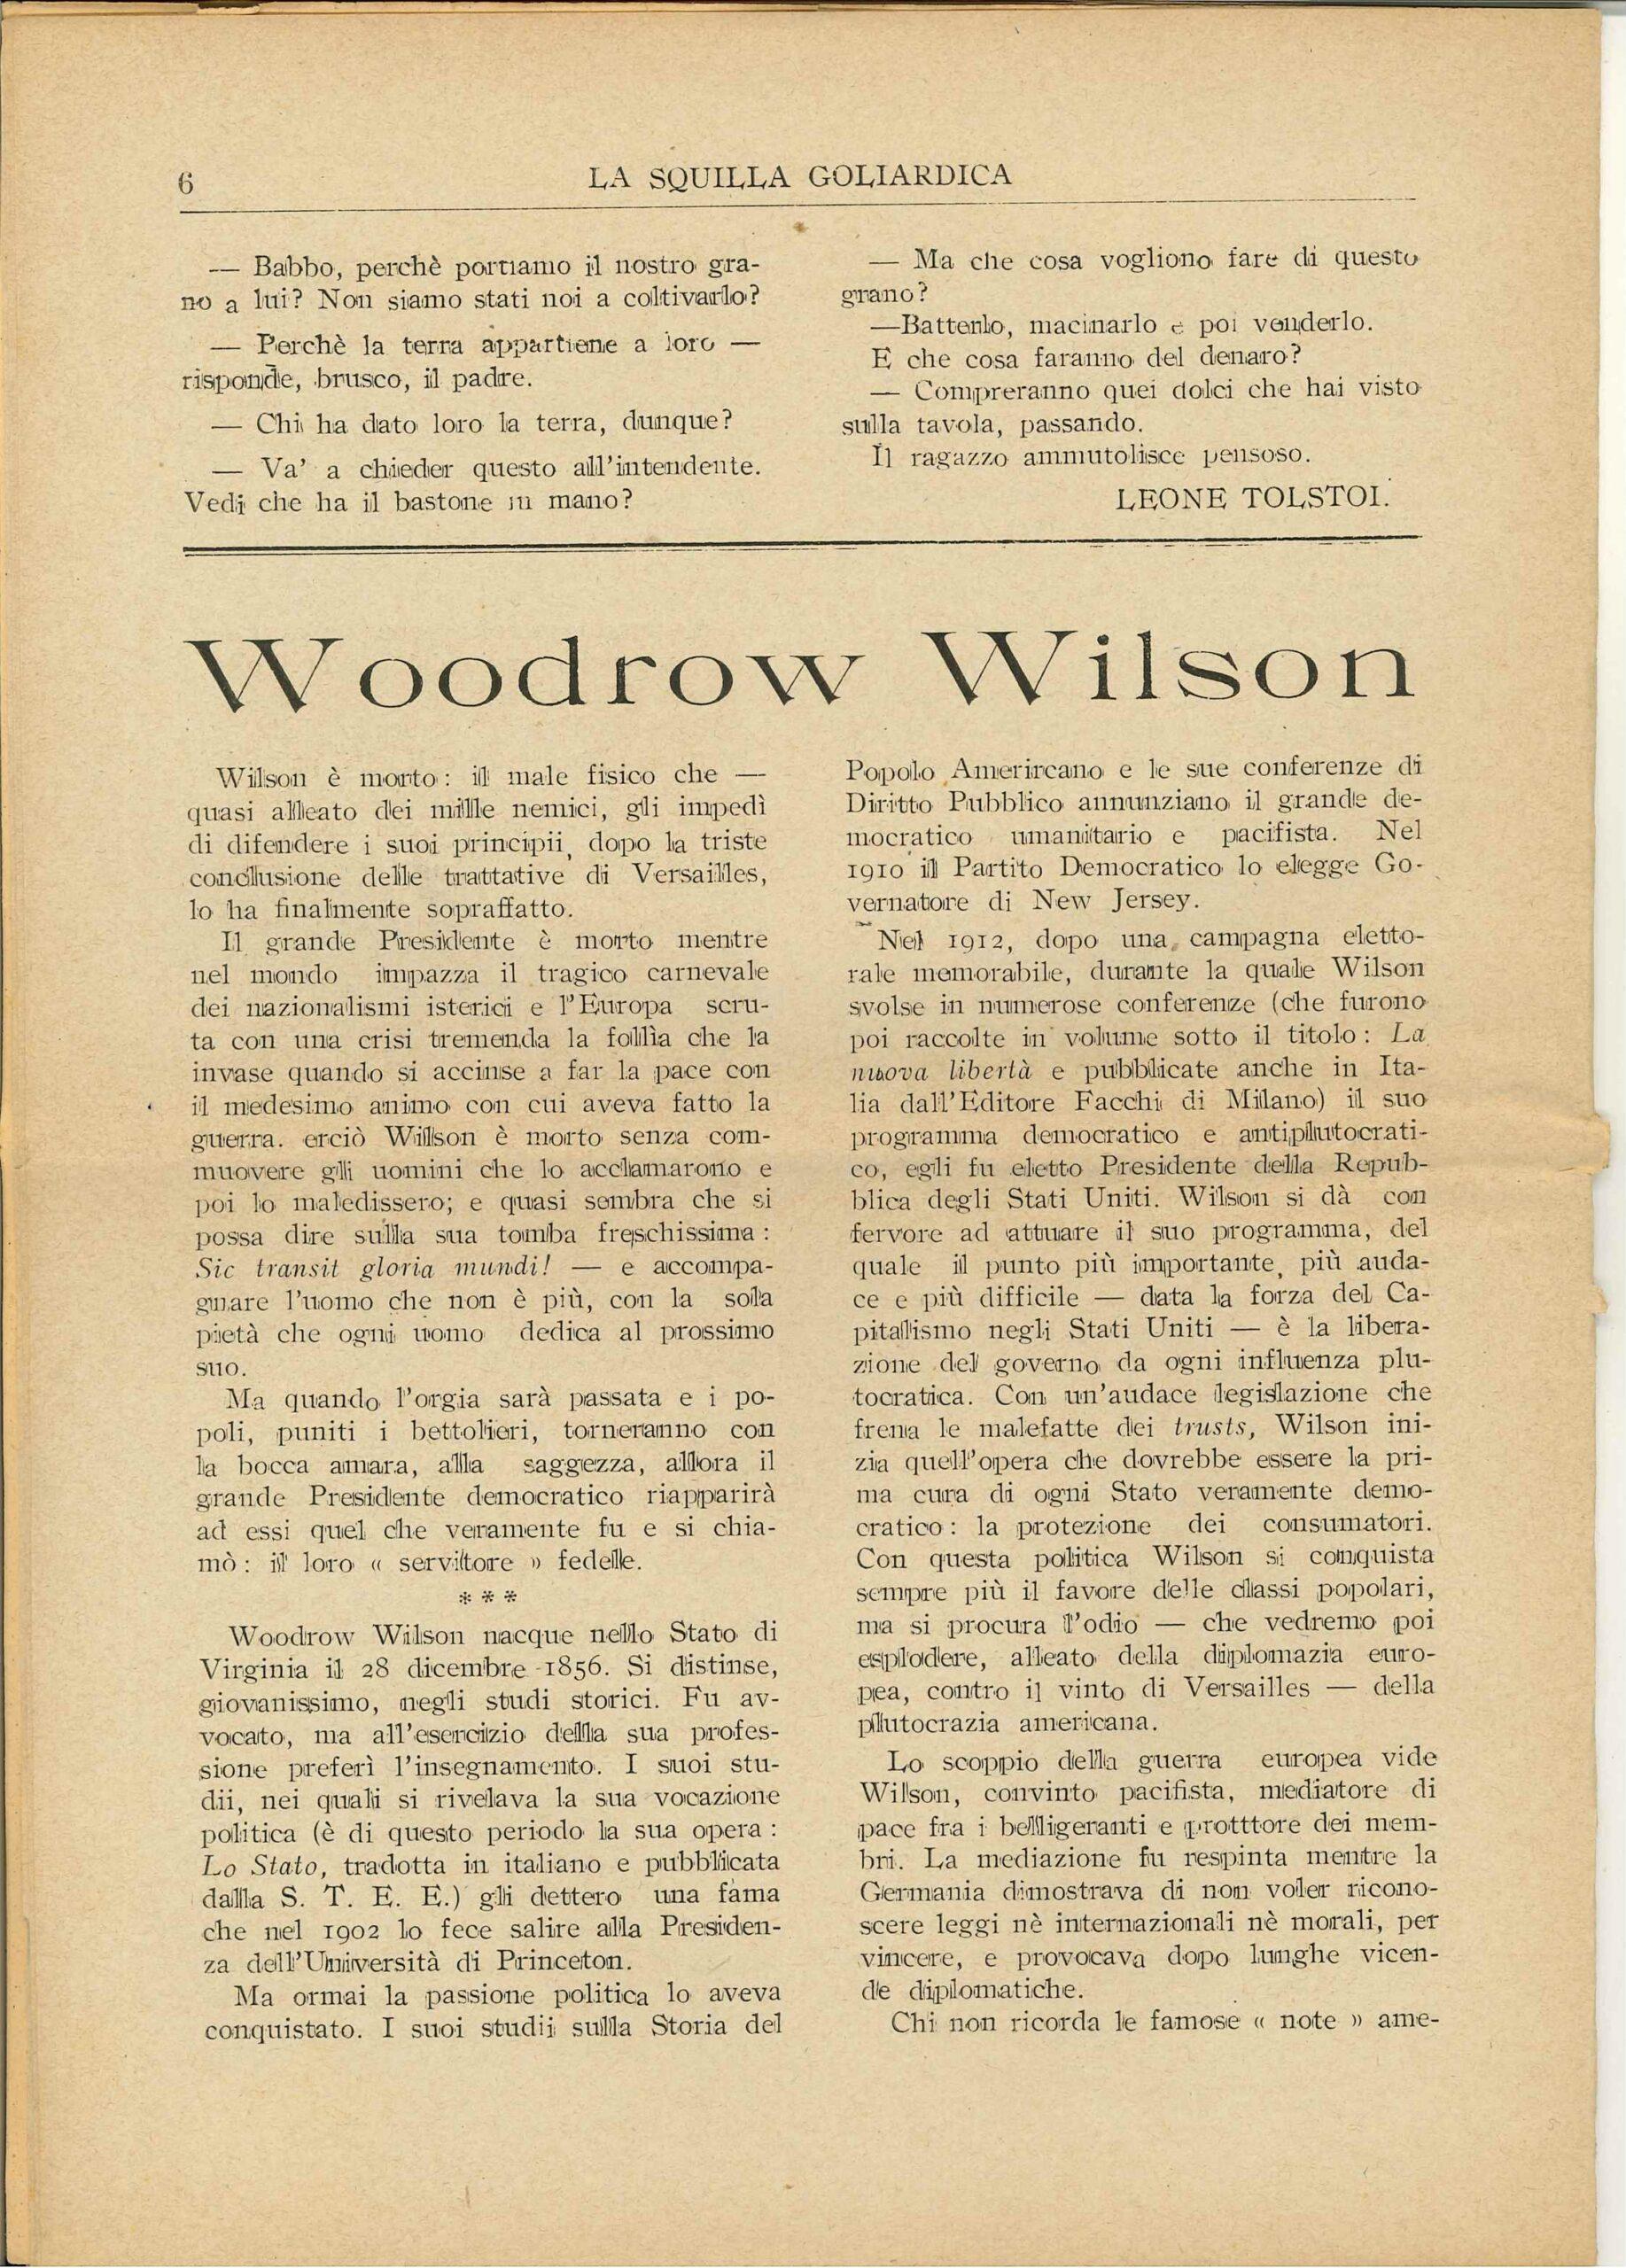 6
LA SQUILLA GOLIARDICA
— Babbo, perchè portiamo il nostro gra-
no a lui? Non siamo stati noi a coltivarlo?
— Perchè la terra appartiene a loro —
risponde, brusco, il padre.
— Chi ha dato loro la terra, dunque?
— Va' a chieder questo all'intendente.
Vedi che ha il bastone in mano?
— Ma che cosa vogliono fare di questo
grano?
—Batterlo, macinarlo e poi venderlo.
E che cosa faranno del denaro?
— Compreranno quei dolci che hai visto
sulla tavola, passando.
Il ragazzo ammutolisce pensoso.
LEONE TOLSTOI.
Woodrow Wilson
Wilson è morto: il male fisico che —
quasi alleato dei mille nemici, gli impedì
di difendere i suoi principii, dopo la triste
conclusione delle trattative di Versailles,
lo ha finalmente sopraffatto.
Il grande Presidente è morto mentre
nel mondo impazza il tragico carnevale
dei nazionalismi isterici e l'Europa scru-
ta con una crisi tremenda la follìa che la
invase quando si accinse a far la pace con
il medesimo animo con cui aveva fatto la
guerra. erciò Willson è morto senza com-
muovere gli uomini che lo acclamarono e
poi lo maledissero; e quasi sembra che si
possa dire sulla sua tomba freschissima:
Sic transit gloria mundi! — e accompa-
gnare l'uomo che non è più, con la sola
pietà che ogni uomo dedica al prossimo
suo.
Ma quando l'orgia sarà passata e i po-
poli, puniti i bettolieri, torneranno con
la bocca amara, alla saggezza, allora il
grande Presidente democratico riapparirà
ad essi quel che veramente fu e si chia-
mò: il loro « servitore » fedele.
* * *
Woodrow Wilson nacque nello Stato di
Virginia il 28 dicembre 1856. Si distinse,
giovanissimo, negli studi storici. Fu av-
vocato, ma all'esercizio della sua profes-
sione preferì l'insegnamento. I suoi stu-
dii, nei quali si rivelava la sua vocazione
politica (è di questo periodo la sua opera:
Lo Stato, tradotta in italiano e pubblicata
dalla S. T. E. E.) gli dettero una fama
che nel 1902 lo fece salire alla Presiden-
za dell'Università di Princeton.
Ma ormai la passione politica lo aveva
conquistato. I suoi studii sulla Storia del
Popolo Amerircano e le sue conferenze di
Diritto Pubblico annunziano il grande de-
mocratico umanitario e pacifista. Nel
1910 il Partito Democratico lo elegge Go-
vernatore di New Jersey.
Nel 1912, dopo una campagna eletto-
rale memorabile, durante la quale Wilson
svolse in numerose conferenze (che furono
poi raccolte in volume sotto il titolo: La
nuova libertà e pubblicate anche in Ita-
lia dall'Editore Facchi di Milano) il suo
programma democratico e antiplutocrati-
co, egli fu eletto Presidente della Repub-
blica degli Stati Uniti. Wilson si dà con
fervore ad attuare il suo programma, del
quale il punto più importante, più auda-
ce e più difficile — data la forza del Ca-
pitalismo negli Stati Uniti — è la libera-
zione del governo da ogni influenza plu-
tocratica. Con un'audace legislazione che
frena le malefatte dei trusts, Wilson ini-
zia quell'opera che dovrebbe essere la pri-
ma cura di ogni Stato veramente demo-
cratico: la protezione dei consumatori.
Con questa politica Wilson si conquista
sempre più il favore delle classi popolari,
ma si procura l'odio — che vedremo poi
esplodere, alleato della diplomazia euro-
pea, contro il vinto di Versailles — della
plutocrazia americana.
Lo scoppio della guerra europea vide
Wilson, convinto pacifista, mediatore di
pace fra i belligeranti e protttore dei mem-
bri. La mediazione fu respinta mentre la
Germania dimostrava di non voler ricono-
scere leggi nè internazionali nè morali, per
vincere, e provocava dopo lunghe vicen-
de diplomatiche.
Chi non ricorda le famose « note » ame-